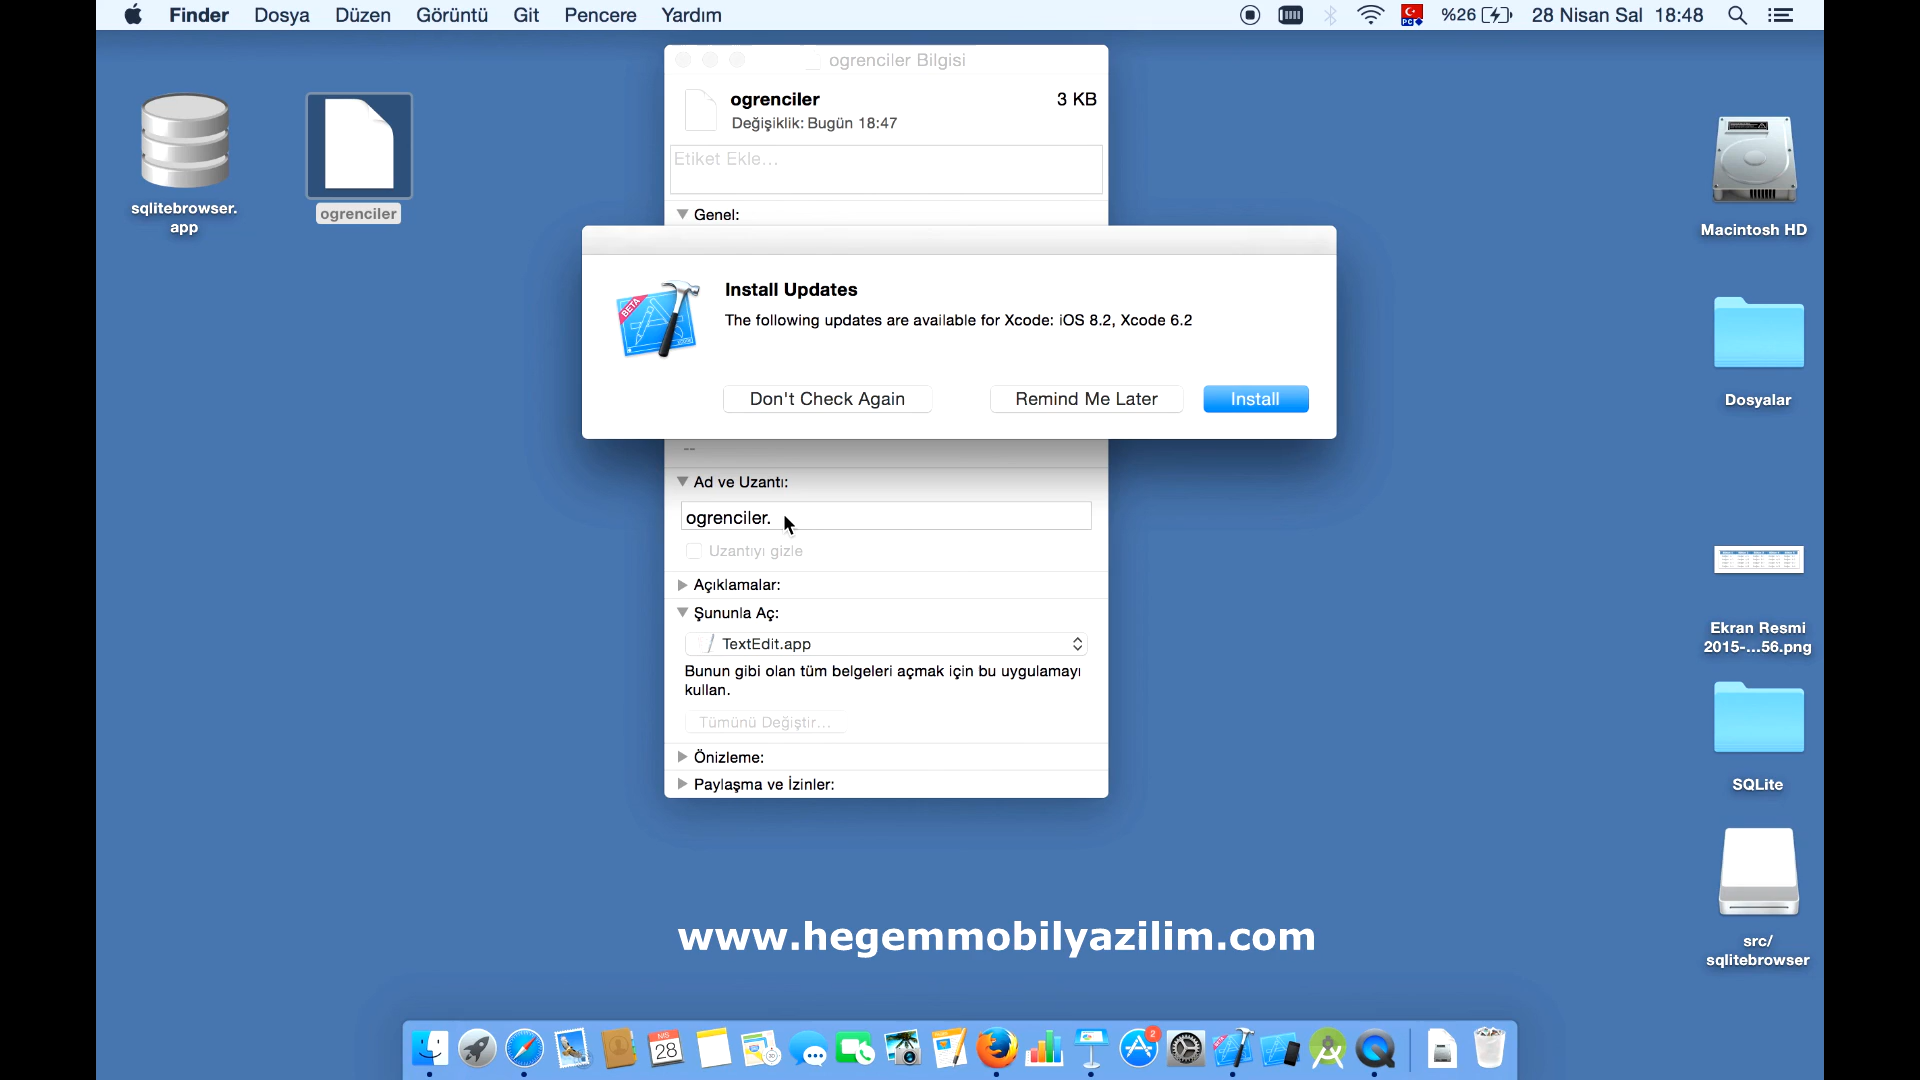 Finder Dosya Düzen Görüntü Git Pencere Yardım
PC %26 28 Nisan Sal 18:48
sqlitebrowser.
app
ogrenciler
ogrenciler Bilgisi
ogrenciler 3 KB
Değişiklik: Bugün 18:47
Etiket Ekle...
Genel:
BETA
Install Updates
The following updates are available for Xcode: iOS 8.2, Xcode 6.2
Don't Check Again Remind Me Later Install
--
Ad ve Uzantı:
ogrenciler.
Uzantıyı gizle
Açıklamalar:
Şununla Aç:
TextEdit.app
Bunun gibi olan tüm belgeleri açmak için bu uygulamayı
kullan.
Tümünü Değiştir...
Önizleme:
Paylaşma ve İzinler:
Macintosh HD
Dosyalar
Ekran Resmi
2015-...56.png
SQLite
src/
sqlitebrowser
www.hegemmobilyazilim.com
28
2